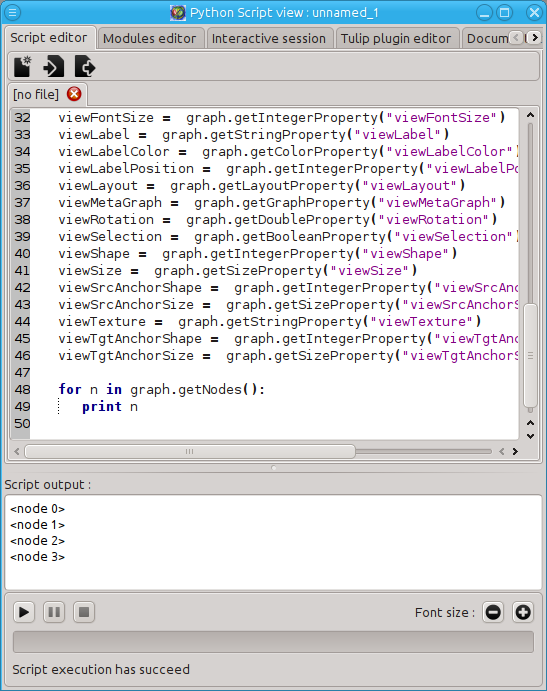 Python Script view : unnamed_1
Script editor Modules editor Interactive session Tulip plugin editor Docum
[no file]
32 viewFontSize =  graph.getIntegerProperty("viewFontSize")
33 viewLabel =  graph.getStringProperty("viewLabel")
34 viewLabelColor =  graph.getColorProperty("viewLabelColor"
35 viewLabelPosition =  graph.getIntegerProperty("viewLabelPo
36 viewLayout =  graph.getLayoutProperty("viewLayout")
37 viewMetaGraph =  graph.getGraphProperty("viewMetaGraph")
38 viewRotation =  graph.getDoubleProperty("viewRotation")
39 viewSelection =  graph.getBooleanProperty("viewSelection"
40 viewShape =  graph.getIntegerProperty("viewShape")
41 viewSize =  graph.getSizeProperty("viewSize")
42 viewSrcAnchorShape =  graph.getIntegerProperty("viewSrcAnc
43 viewSrcAnchorSize =  graph.getSizeProperty("viewSrcAnchorS
44 viewTexture =  graph.getStringProperty("viewTexture")
45 viewTgtAnchorShape =  graph.getIntegerProperty("viewTgtAnc
46 viewTgtAnchorSize =  graph.getSizeProperty("viewTgtAnchorS
47
48 for n in graph.getNodes():
49 print n
50
Script output :
<node 0>
<node 1>
<node 2>
<node 3>
Font size :
Script execution has succeed